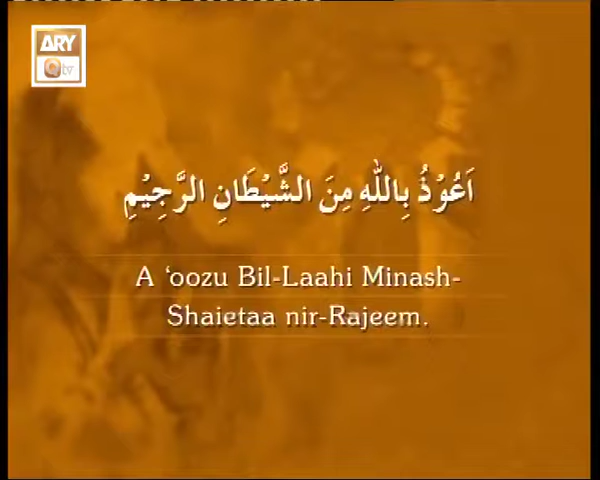 ARY
Qtv
اَعُوْذُ بِاللّٰهِ مِنَ الشَّيْطَانِ الرَّجِيْمِ
A ‘oozu Bil-Laahi Minash-
Shaietaa nir-Rajeem.